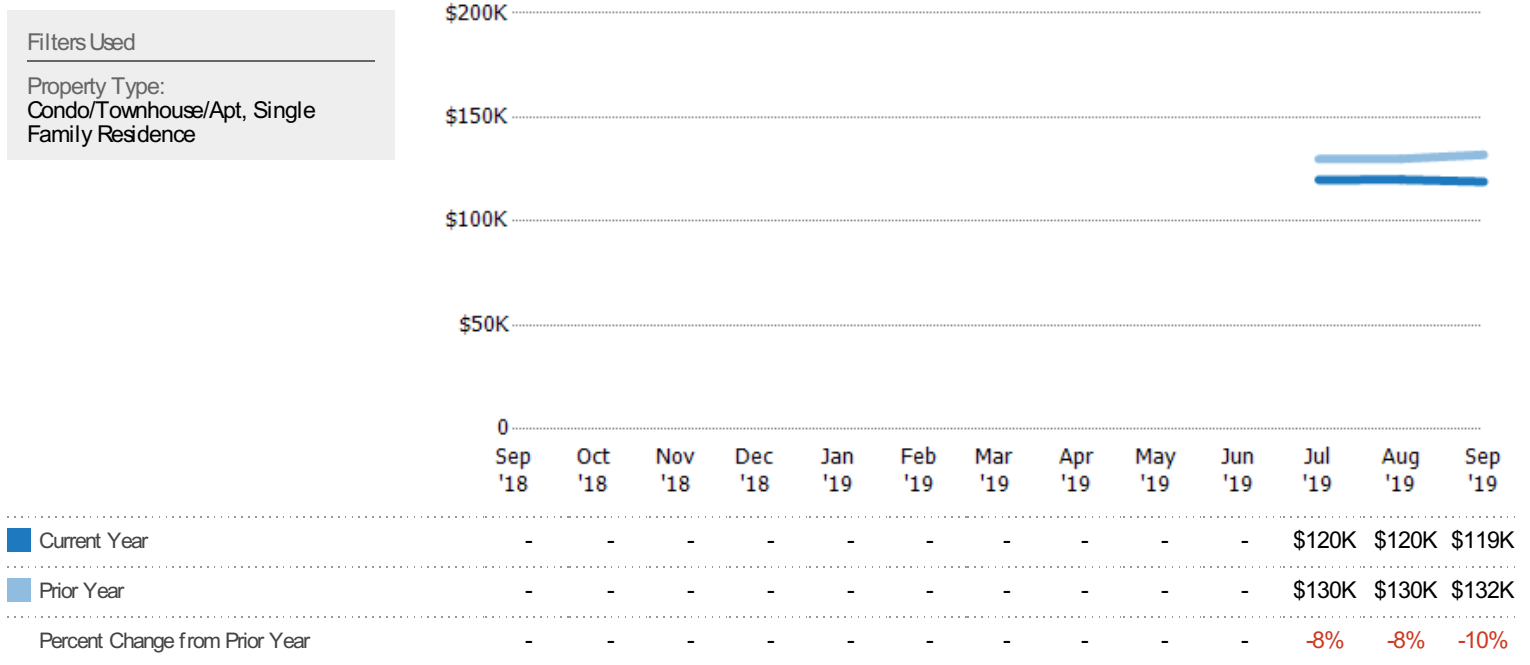 Filters Used
Property Type:
Condo/Townhouse/Apt, Single
Family Residence
$200K
$150K
$100K
$50K
0
Sep Oct Nov Dec Jan Feb Mar Apr May Jun Jul Aug Sep
'18 '18 '18 '18 '19 '19 '19 '19 '19 '19 '19 '19 '19
Current Year - - - - - - - - - - $120K $120K $119K
Prior Year - - - - - - - - - - $130K $130K $132K
Percent Change from Prior Year - - - - - - - - - - -8% -8% -10%